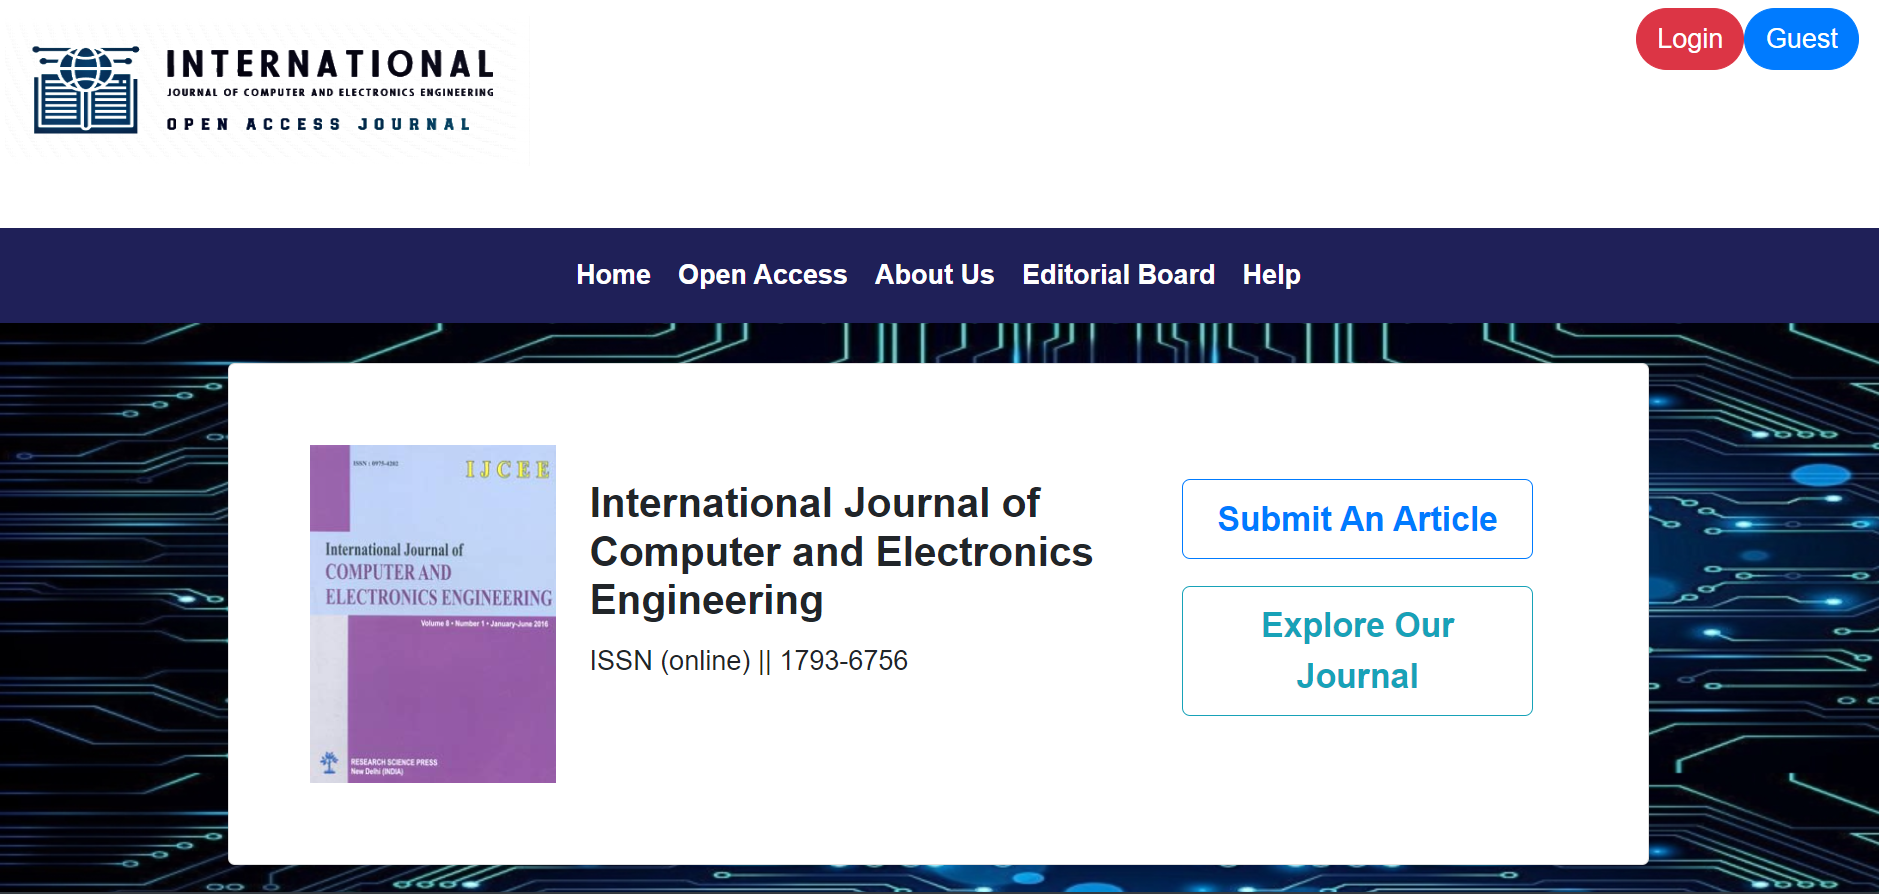 INTERNATIONAL
JOURNAL OF COMPUTER AND ELECTRONICS ENGINEERING
OPEN ACCESS JOURNAL
Login Guest
Home Open Access About Us Editorial Board Help
ISSN : 0975-4202
IJCEE
International Journal of
COMPUTER AND
ELECTRONICS ENGINEERING
Volume 8 • Number 1 • January-June 2016
RESEARCH SCIENCE PRESS
New Delhi (INDIA)
International Journal of
Computer and Electronics
Engineering
ISSN (online) || 1793-6756
Submit An Article
Explore Our
Journal